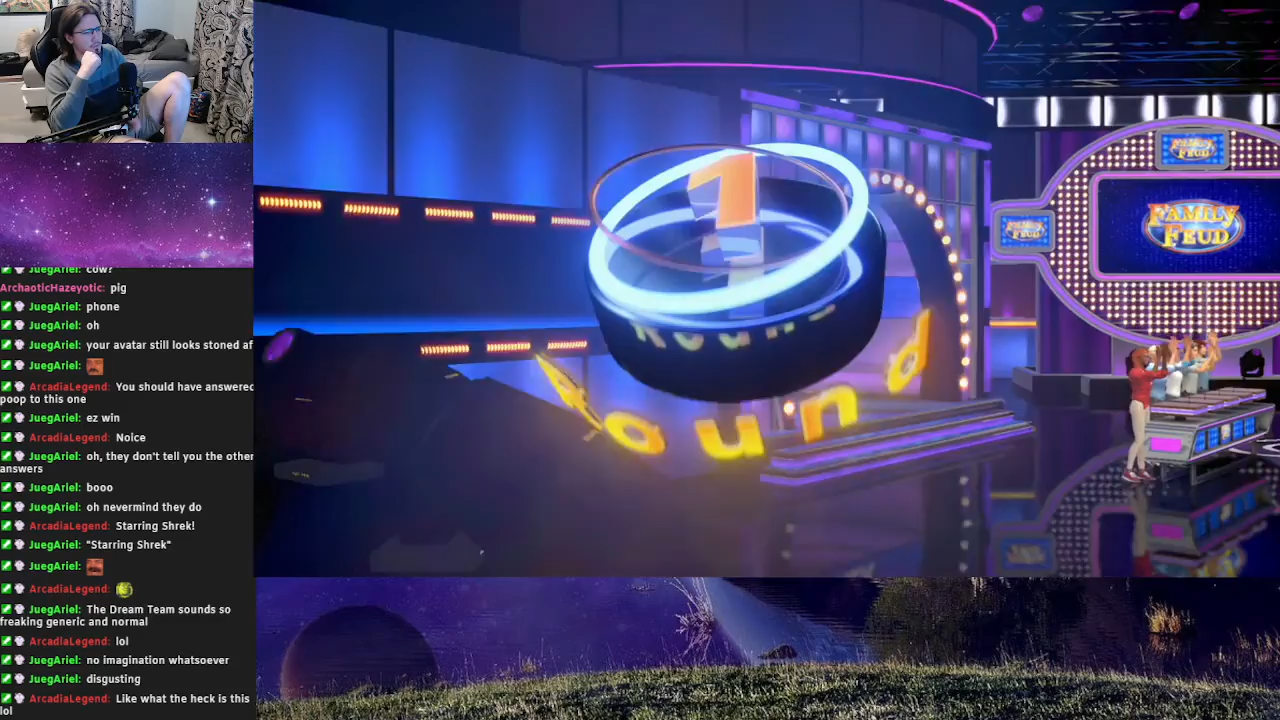 JuegAriel: cow?
ArchaoticHazeyotic: pig
JuegAriel: phone
JuegAriel: oh
JuegAriel: your avatar still looks stoned af
JuegAriel:
ArcadiaLegend: You should have answered
poop to this one
JuegAriel: ez win
ArcadiaLegend: Noice
JuegAriel: oh, they don't tell you the other
answers
JuegAriel: booo
JuegAriel: oh nevermind they do
ArcadiaLegend: Starring Shrek!
JuegAriel: "Starring Shrek"
JuegAriel:
ArcadiaLegend:
JuegAriel: The Dream Team sounds so
freaking generic and normal
ArcadiaLegend: lol
JuegAriel: no imagination whatsoever
JuegAriel: disgusting
ArcadiaLegend: Like what the heck is this
lol
1
Round
Round
FAMILY
FEUD
FAMILY
FEUD
FAMILY
FEUD